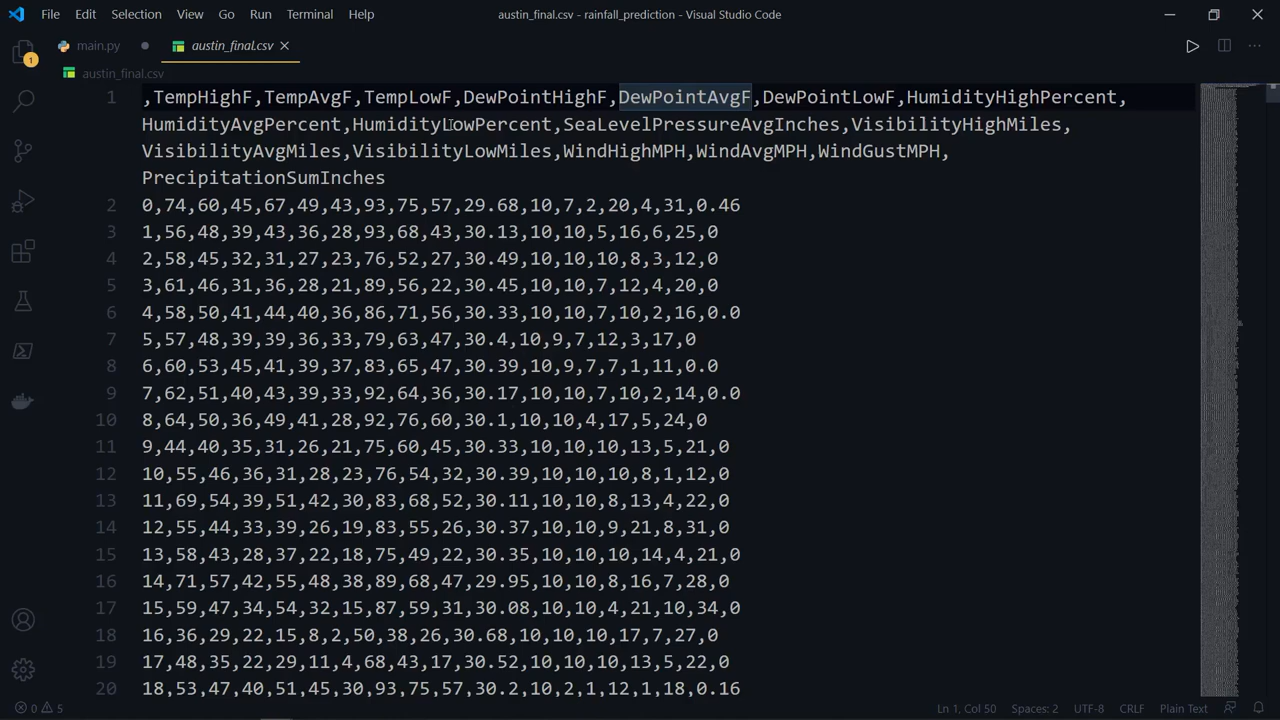 File Edit Selection View Go Run Terminal Help
austin_final.csv - rainfall_prediction - Visual Studio Code
1
main.py
austin_final.csv
austin_final.csv
1 ,TempHighF,TempAvgF,TempLowF,DewPointHighF,DewPointAvgF,DewPointLowF,HumidityHighPercent,
HumidityAvgPercent,HumidityLowPercent,SeaLevelPressureAvgInches,VisibilityHighMiles,
VisibilityAvgMiles,VisibilityLowMiles,WindHighMPH,WindAvgMPH,WindGustMPH,
PrecipitationSumInches
2 0,74,60,45,67,49,43,93,75,57,29.68,10,7,2,20,4,31,0.46
3 1,56,48,39,43,36,28,93,68,43,30.13,10,10,5,16,6,25,0
4 2,58,45,32,31,27,23,76,52,27,30.49,10,10,10,8,3,12,0
5 3,61,46,31,36,28,21,89,56,22,30.45,10,10,7,12,4,20,0
6 4,58,50,41,44,40,36,86,71,56,30.33,10,10,7,10,2,16,0.0
7 5,57,48,39,39,36,33,79,63,47,30.4,10,9,7,12,3,17,0
8 6,60,53,45,41,39,37,83,65,47,30.39,10,9,7,7,1,11,0.0
9 7,62,51,40,43,39,33,92,64,36,30.17,10,10,7,10,2,14,0.0
10 8,64,50,36,49,41,28,92,76,60,30.1,10,10,4,17,5,24,0
11 9,44,40,35,31,26,21,75,60,45,30.33,10,10,10,13,5,21,0
12 10,55,46,36,31,28,23,76,54,32,30.39,10,10,10,8,1,12,0
13 11,69,54,39,51,42,30,83,68,52,30.11,10,10,8,13,4,22,0
14 12,55,44,33,39,26,19,83,55,26,30.37,10,10,9,21,8,31,0
15 13,58,43,28,37,22,18,75,49,22,30.35,10,10,10,14,4,21,0
16 14,71,57,42,55,48,38,89,68,47,29.95,10,10,8,16,7,28,0
17 15,59,47,34,54,32,15,87,59,31,30.08,10,10,4,21,10,34,0
18 16,36,29,22,15,8,2,50,38,26,30.68,10,10,10,17,7,27,0
19 17,48,35,22,29,11,4,68,43,17,30.52,10,10,10,13,5,22,0
20 18,53,47,40,51,45,30,93,75,57,30.2,10,2,1,12,1,18,0.16
0 5
Ln 1, Col 50 Spaces: 2 UTF-8 CRLF Plain Text